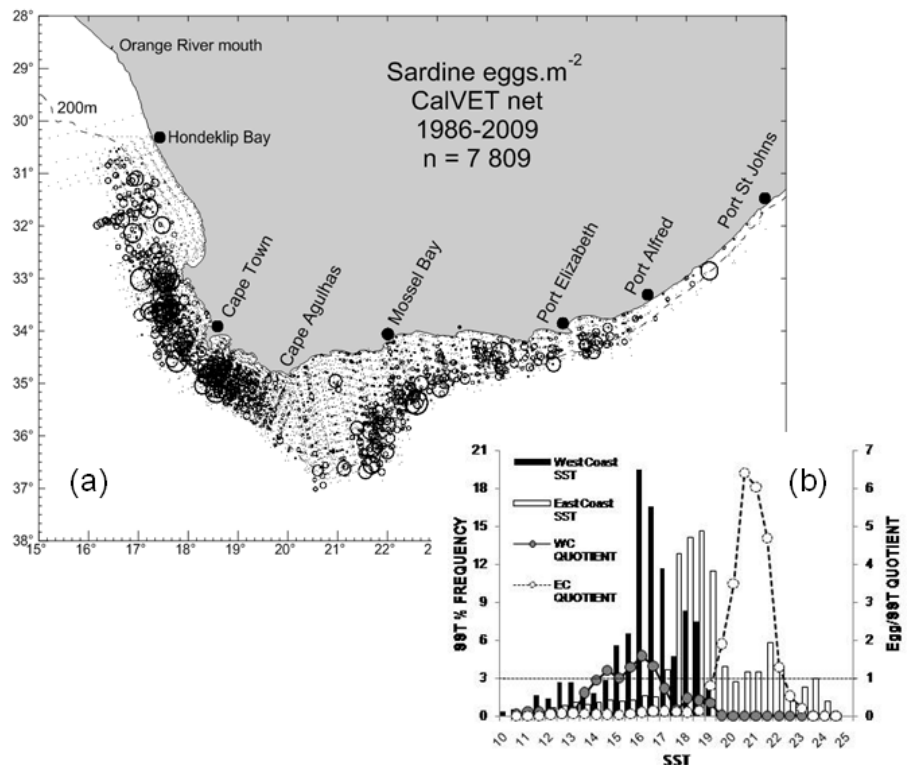 28°
29°
30°
31°
32°
33°
34°
35°
36°
37°
38°
15°
16°
17°
18°
19°
20°
21°
22°
2
Orange River mouth
200m
Hondeklip Bay
Sardine eggs.m-2
CalVET net
1986-2009
n = 7 809
Cape Town
Cape Agulhas
Mossel Bay
Port Elizabeth
Port Alfred
Port St Johns
(a)
(b)
West Coast
SST
East Coast
SST
WC
QUOTIENT
EC
QUOTIENT
SST % FREQUENCY
21
18
15
12
9
6
3
0
Egg/SST QUOTIENT
7
6
5
4
3
2
1
0
10
11
12
13
14
15
16
17
18
19
20
21
22
23
24
25
SST